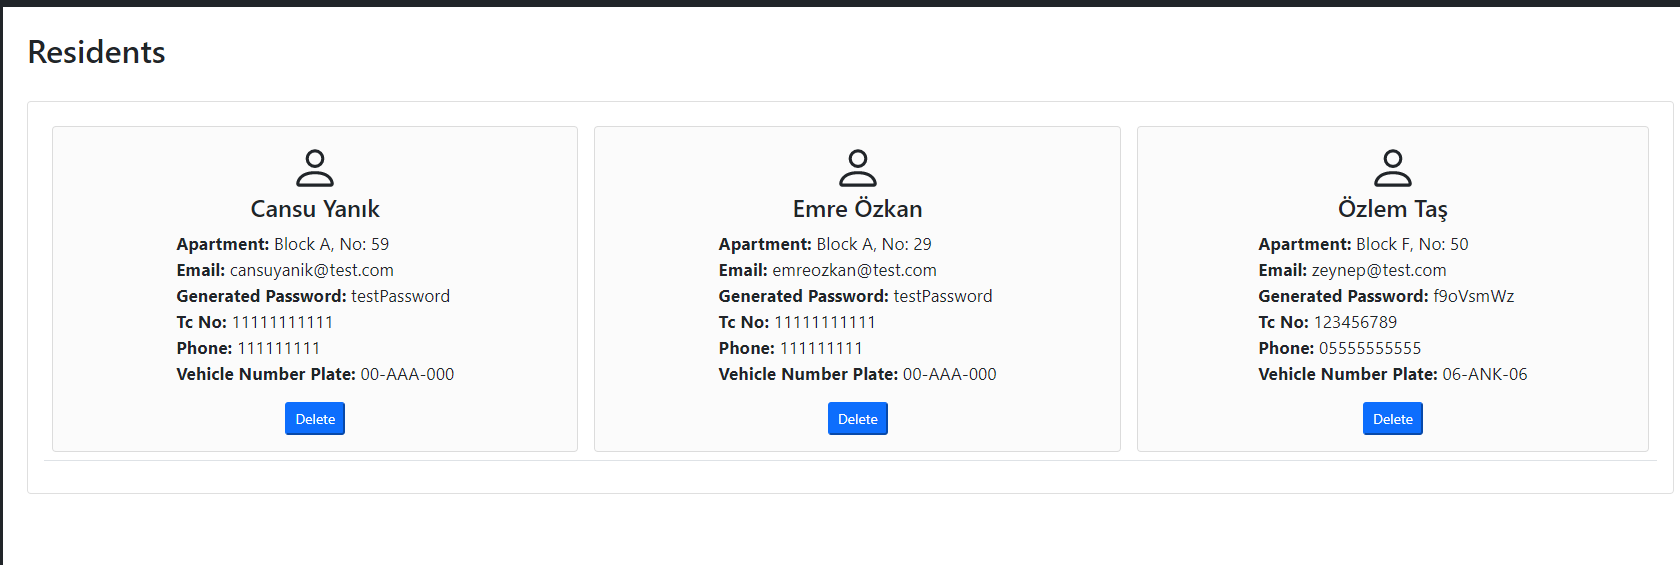 Residents
Cansu Yanık
Apartment: Block A, No: 59
Email: cansuyanik@test.com
Generated Password: testPassword
Tc No: 11111111111
Phone: 111111111
Vehicle Number Plate: 00-AAA-000
Delete
Emre Özkan
Apartment: Block A, No: 29
Email: emreozkan@test.com
Generated Password: testPassword
Tc No: 11111111111
Phone: 111111111
Vehicle Number Plate: 00-AAA-000
Delete
Özlem Taş
Apartment: Block F, No: 50
Email: zeynep@test.com
Generated Password: f9oVsmWz
Tc No: 123456789
Phone: 05555555555
Vehicle Number Plate: 06-ANK-06
Delete